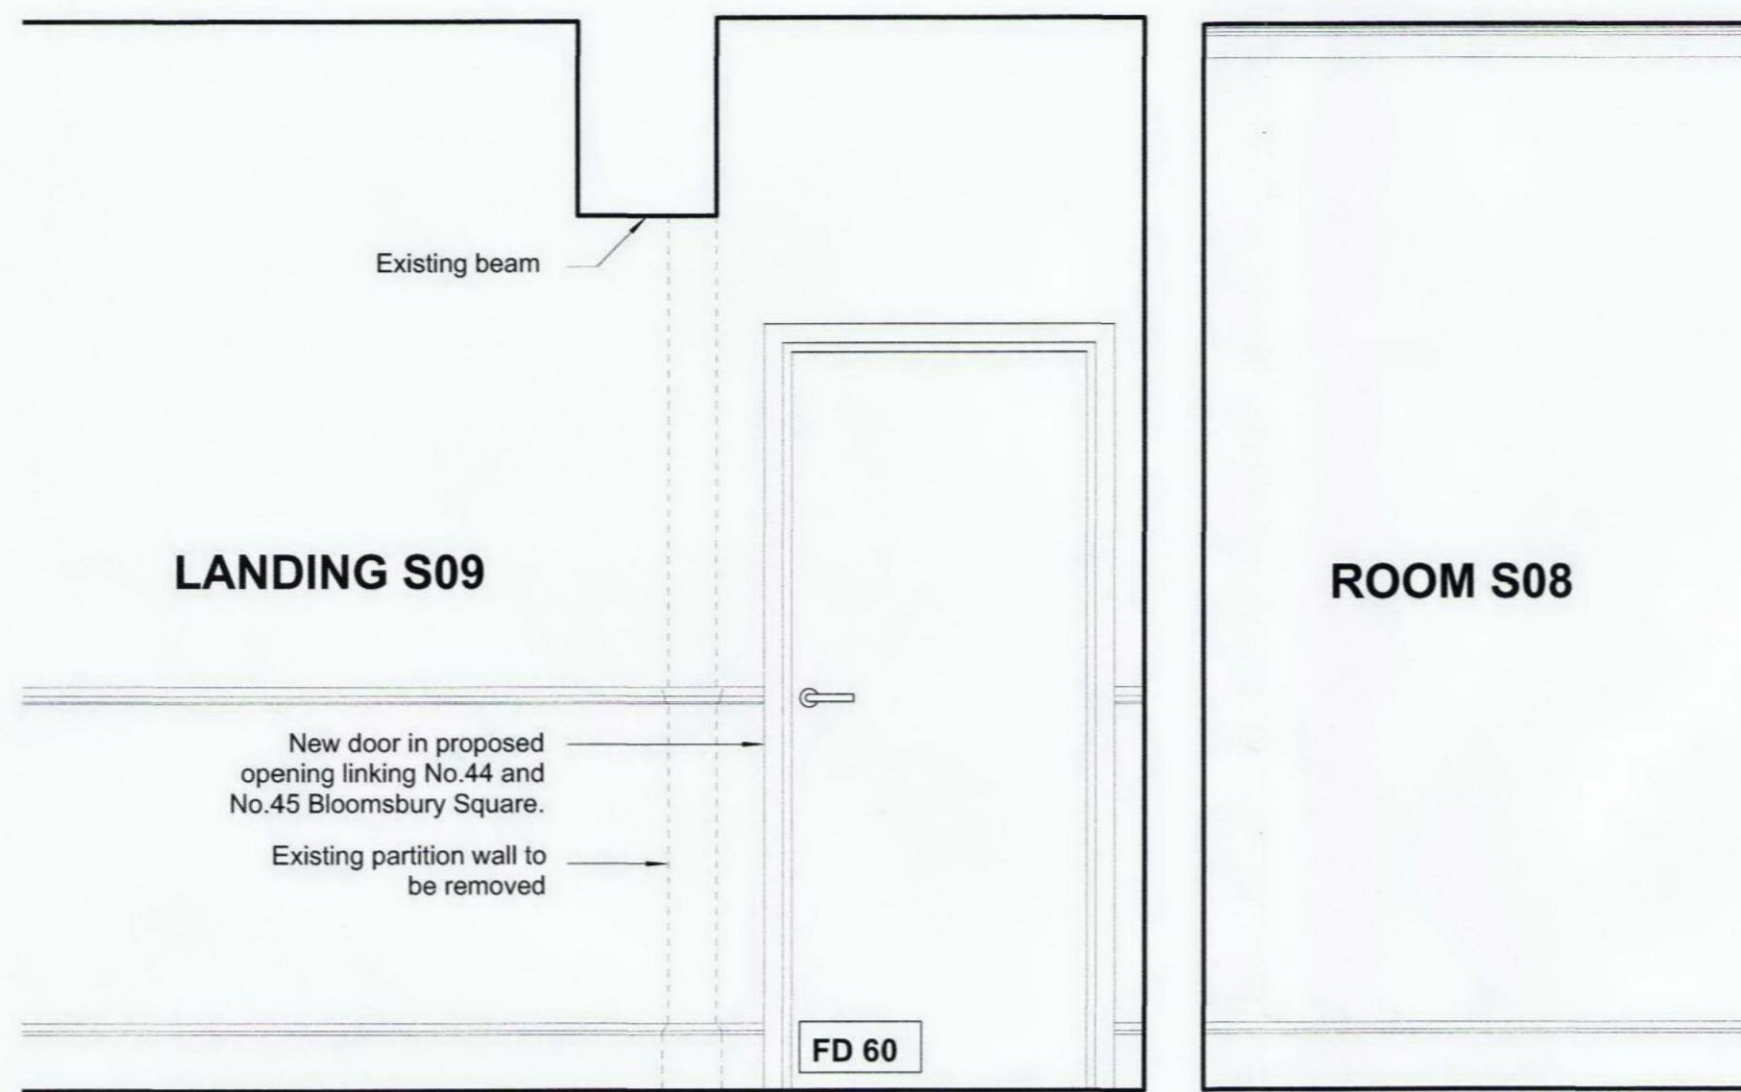 Existing beam
LANDING S09
ROOM S08
New door in proposed
opening linking No.44 and
No.45 Bloomsbury Square.
Existing partition wall to
be removed
FD 60